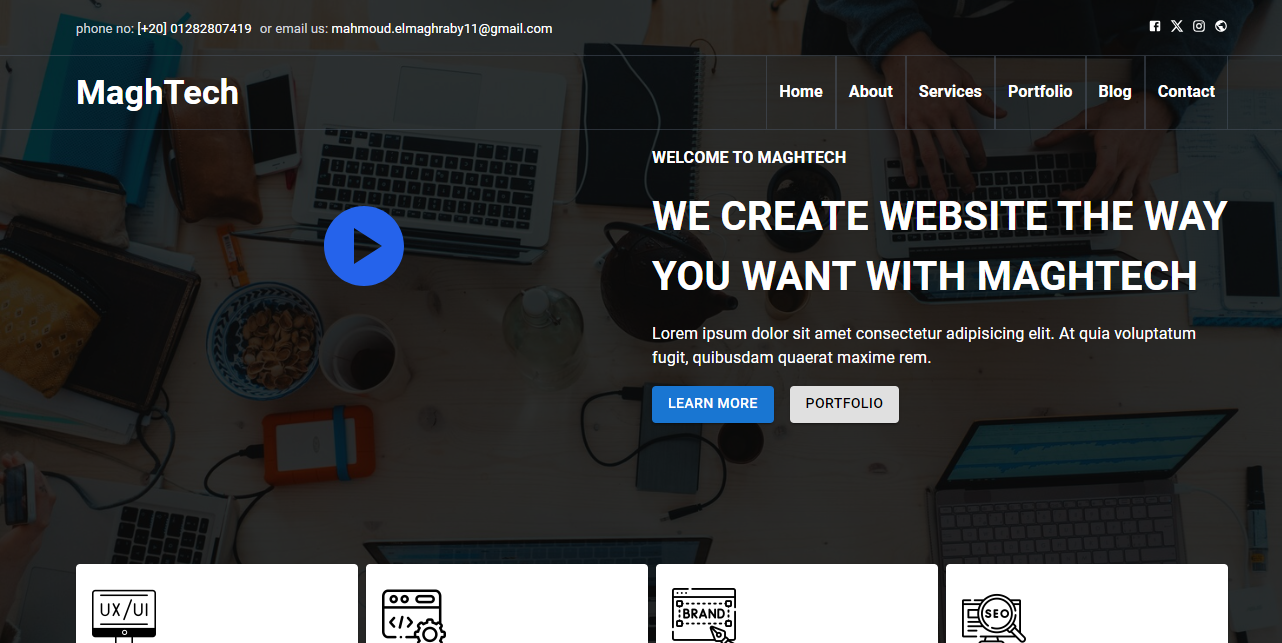 phone no: [+20] 01282807419 or email us: mahmoud.elmaghraby11@gmail.com
MaghTech
Home About Services Portfolio Blog Contact
WELCOME TO MAGHTECH
WE CREATE WEBSITE THE WAY
YOU WANT WITH MAGHTECH
Lorem ipsum dolor sit amet consectetur adipisicing elit. At quia voluptatum
fugit, quibusdam quaerat maxime rem.
LEARN MORE PORTFOLIO
UX/UI
</>
BRAND
SEO